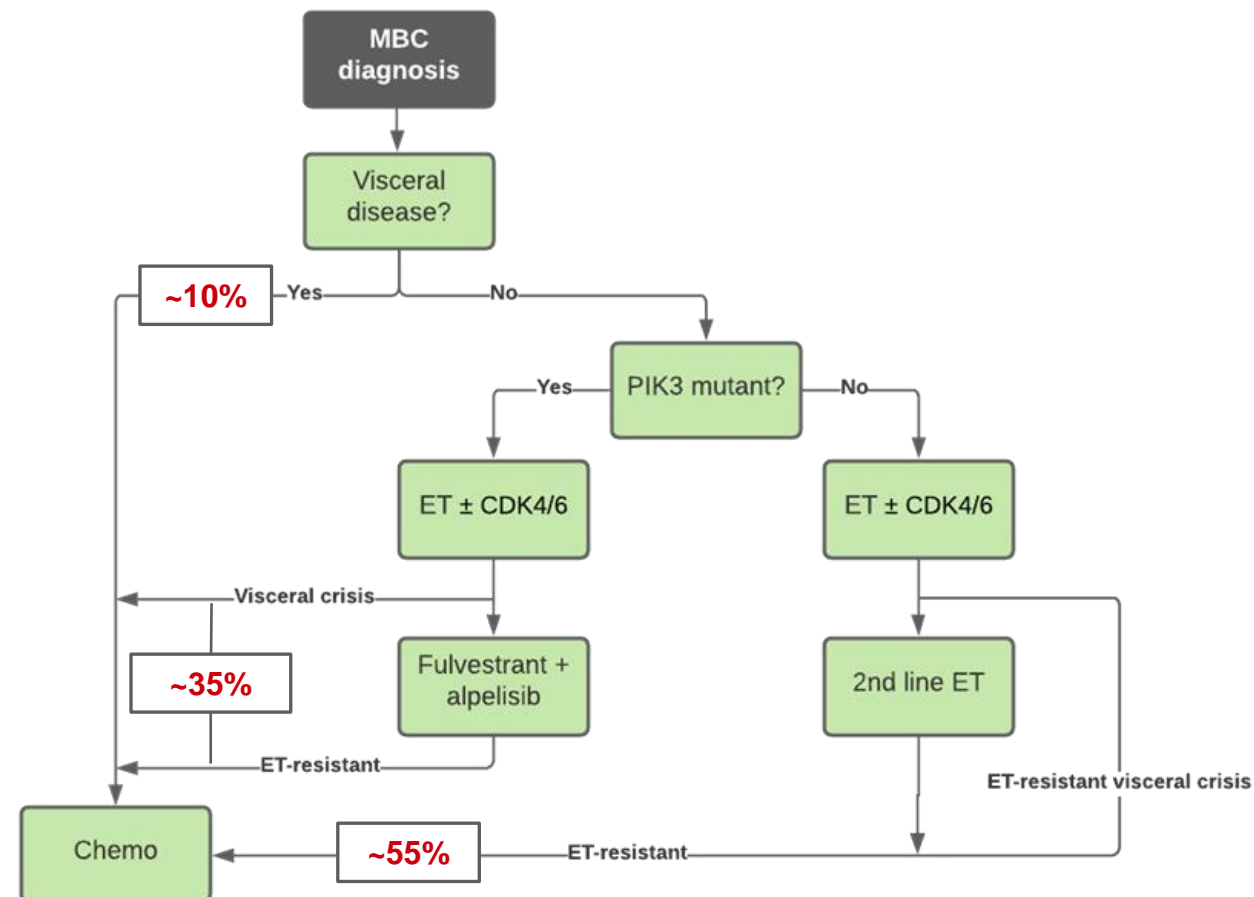 MBC
diagnosis
Visceral
disease?
~10%
Yes
No
PIK3 mutant?
Yes
No
ET ± CDK4/6
ET ± CDK4/6
Visceral crisis
~35%
Fulvestrant +
alpelisib
2nd line ET
ET-resistant
ET-resistant visceral crisis
Chemo
~55%
ET-resistant